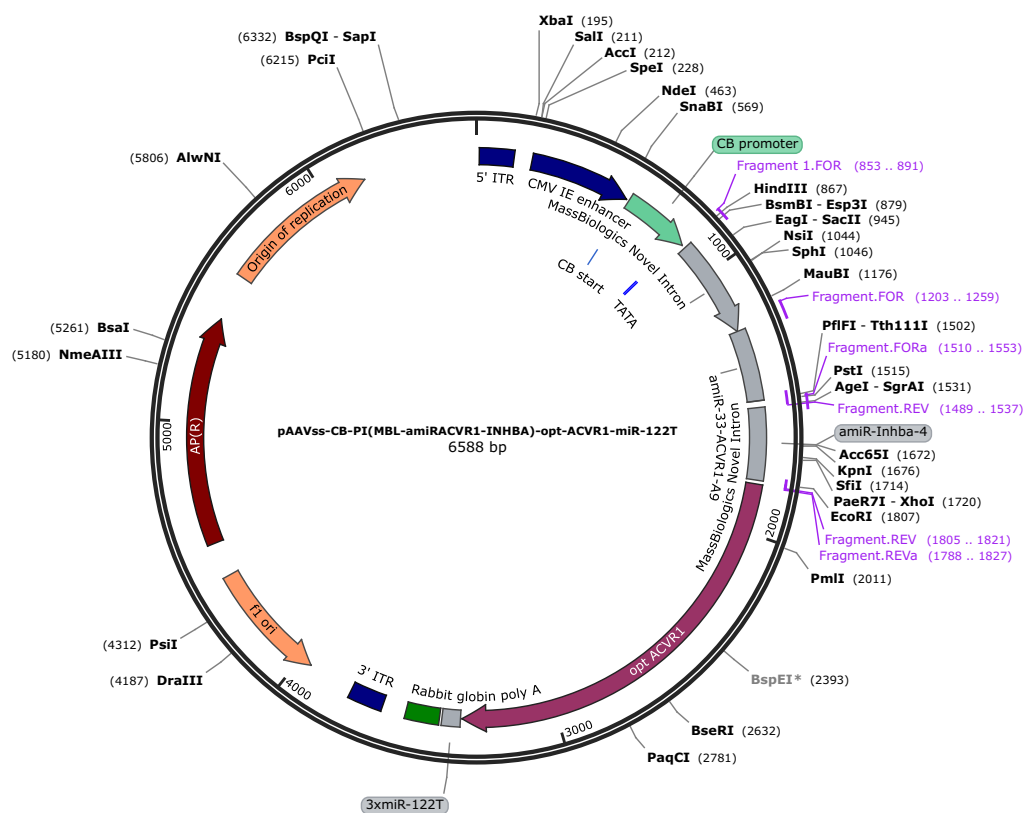 XbaI (195)
SalI (211)
AccI (212)
SpeI (228)
NdeI (463)
SnaBI (569)
CB promoter
Fragment 1.FOR (853 .. 891)
HindIII (867)
BsmBI - Esp3I (879)
EagI - SacII (945)
NsiI (1044)
SphI (1046)
MauBI (1176)
Fragment.FOR (1203 .. 1259)
PflFI - Tth111I (1502)
Fragment.FORa (1510 .. 1553)
PstI (1515)
AgeI - SgrAI (1531)
Fragment.REV (1489 .. 1537)
amiR-Inhba-4
Acc65I (1672)
KpnI (1676)
SfiI (1714)
PaeR7I - XhoI (1720)
EcoRI (1807)
Fragment.REV (1805 .. 1821)
Fragment.REVa (1788 .. 1827)
PmlI (2011)
BspEI* (2393)
BseRI (2632)
PaqCI (2781)
3xmiR-122T
(4187) DraIII
(4312) PsiI
(5180) NmeAIII
(5261) BsaI
(5806) AlwNI
(6215) PciI
(6332) BspQI - SapI
1000
2000
3000
4000
5000
6000
5' ITR
CMV IE enhancer
MassBiologics Novel Intron
CB start
TATA
amiR-33-ACVR1-A9
MassBiologics Novel Intron
opt ACVR1
Rabbit globin poly A
3' ITR
f1 ori
AP(R)
Origin of replication
pAAVss-CB-PI(MBL-amiRACVR1-INHBA)-opt-ACVR1-miR-122T
6588 bp